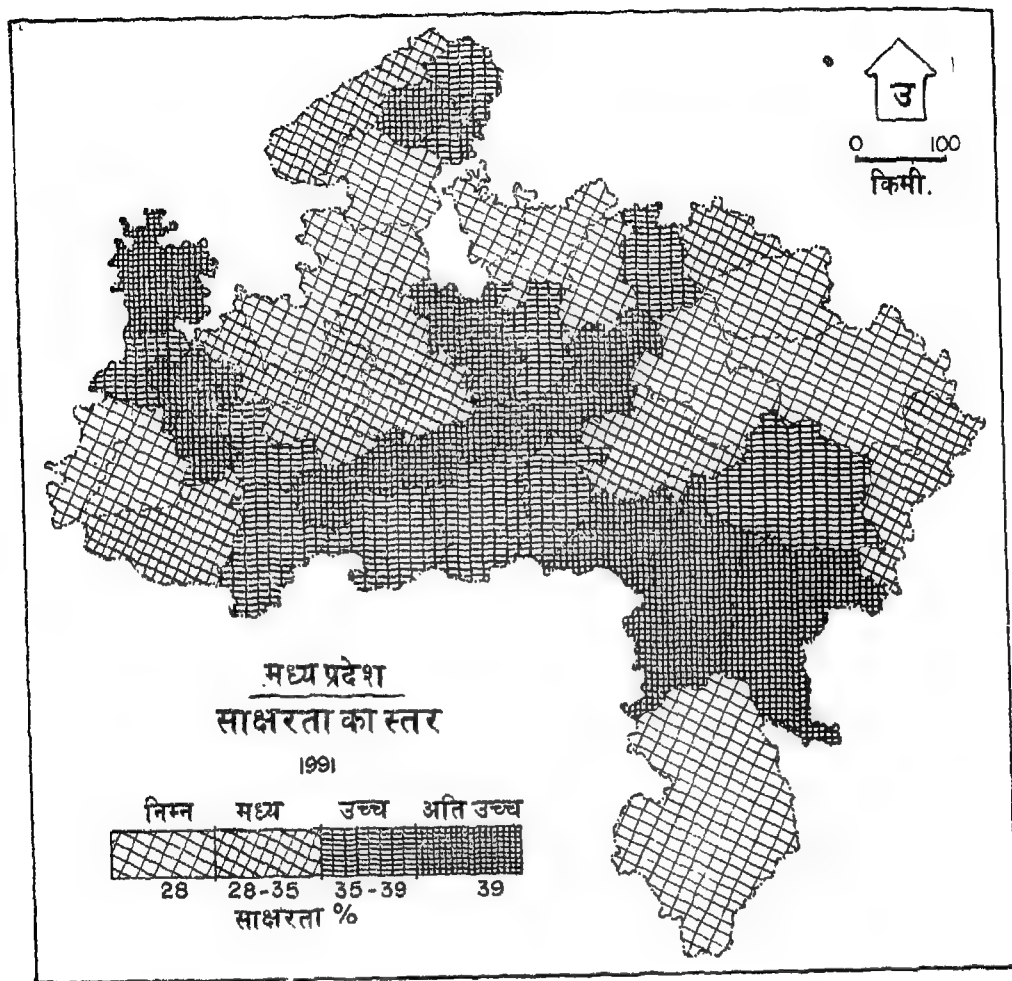 उ
0 100
किमी.
मध्य प्रदेश
साक्षरता का स्तर
1991
निम्न मध्य उच्च अति उच्च
28 28-35 35-39 39
साक्षरता %